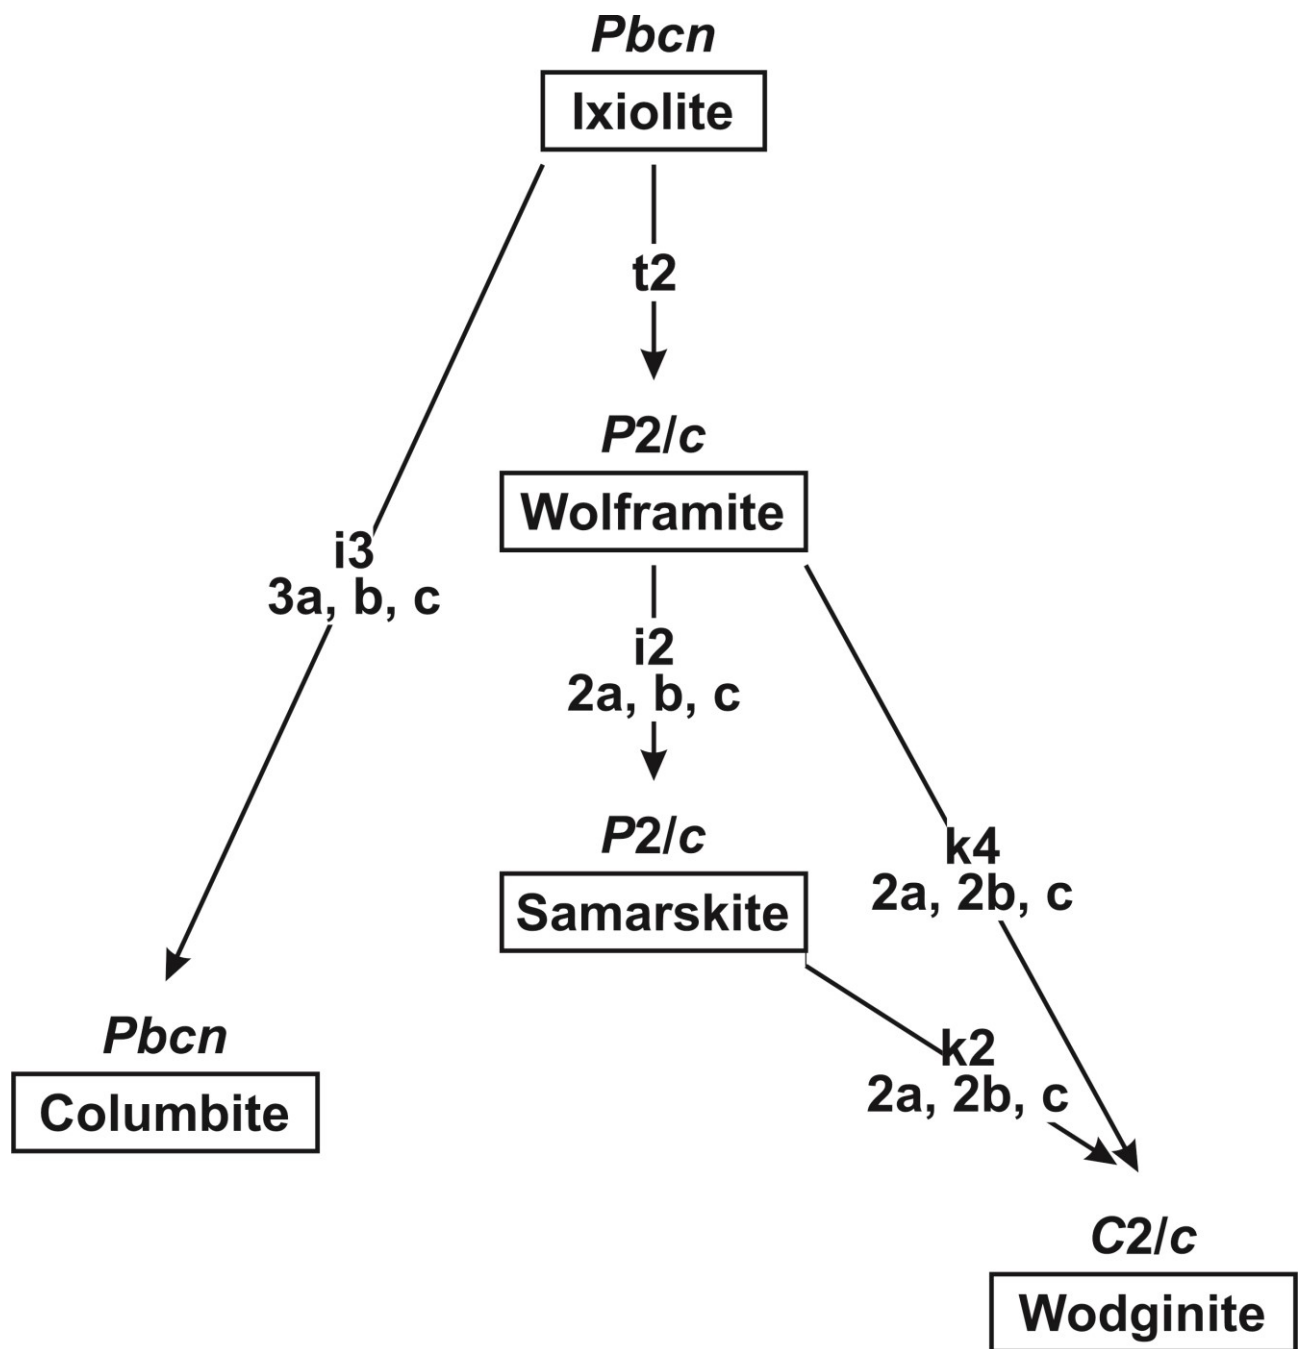 Pbcn
Ixiolite
t2
P2/c
Wolframite
i3
3a, b, c
i2
2a, b, c
P2/c
Samarskite
k4
2a, 2b, c
Pbcn
Columbite
k2
2a, 2b, c
C2/c
Wodginite